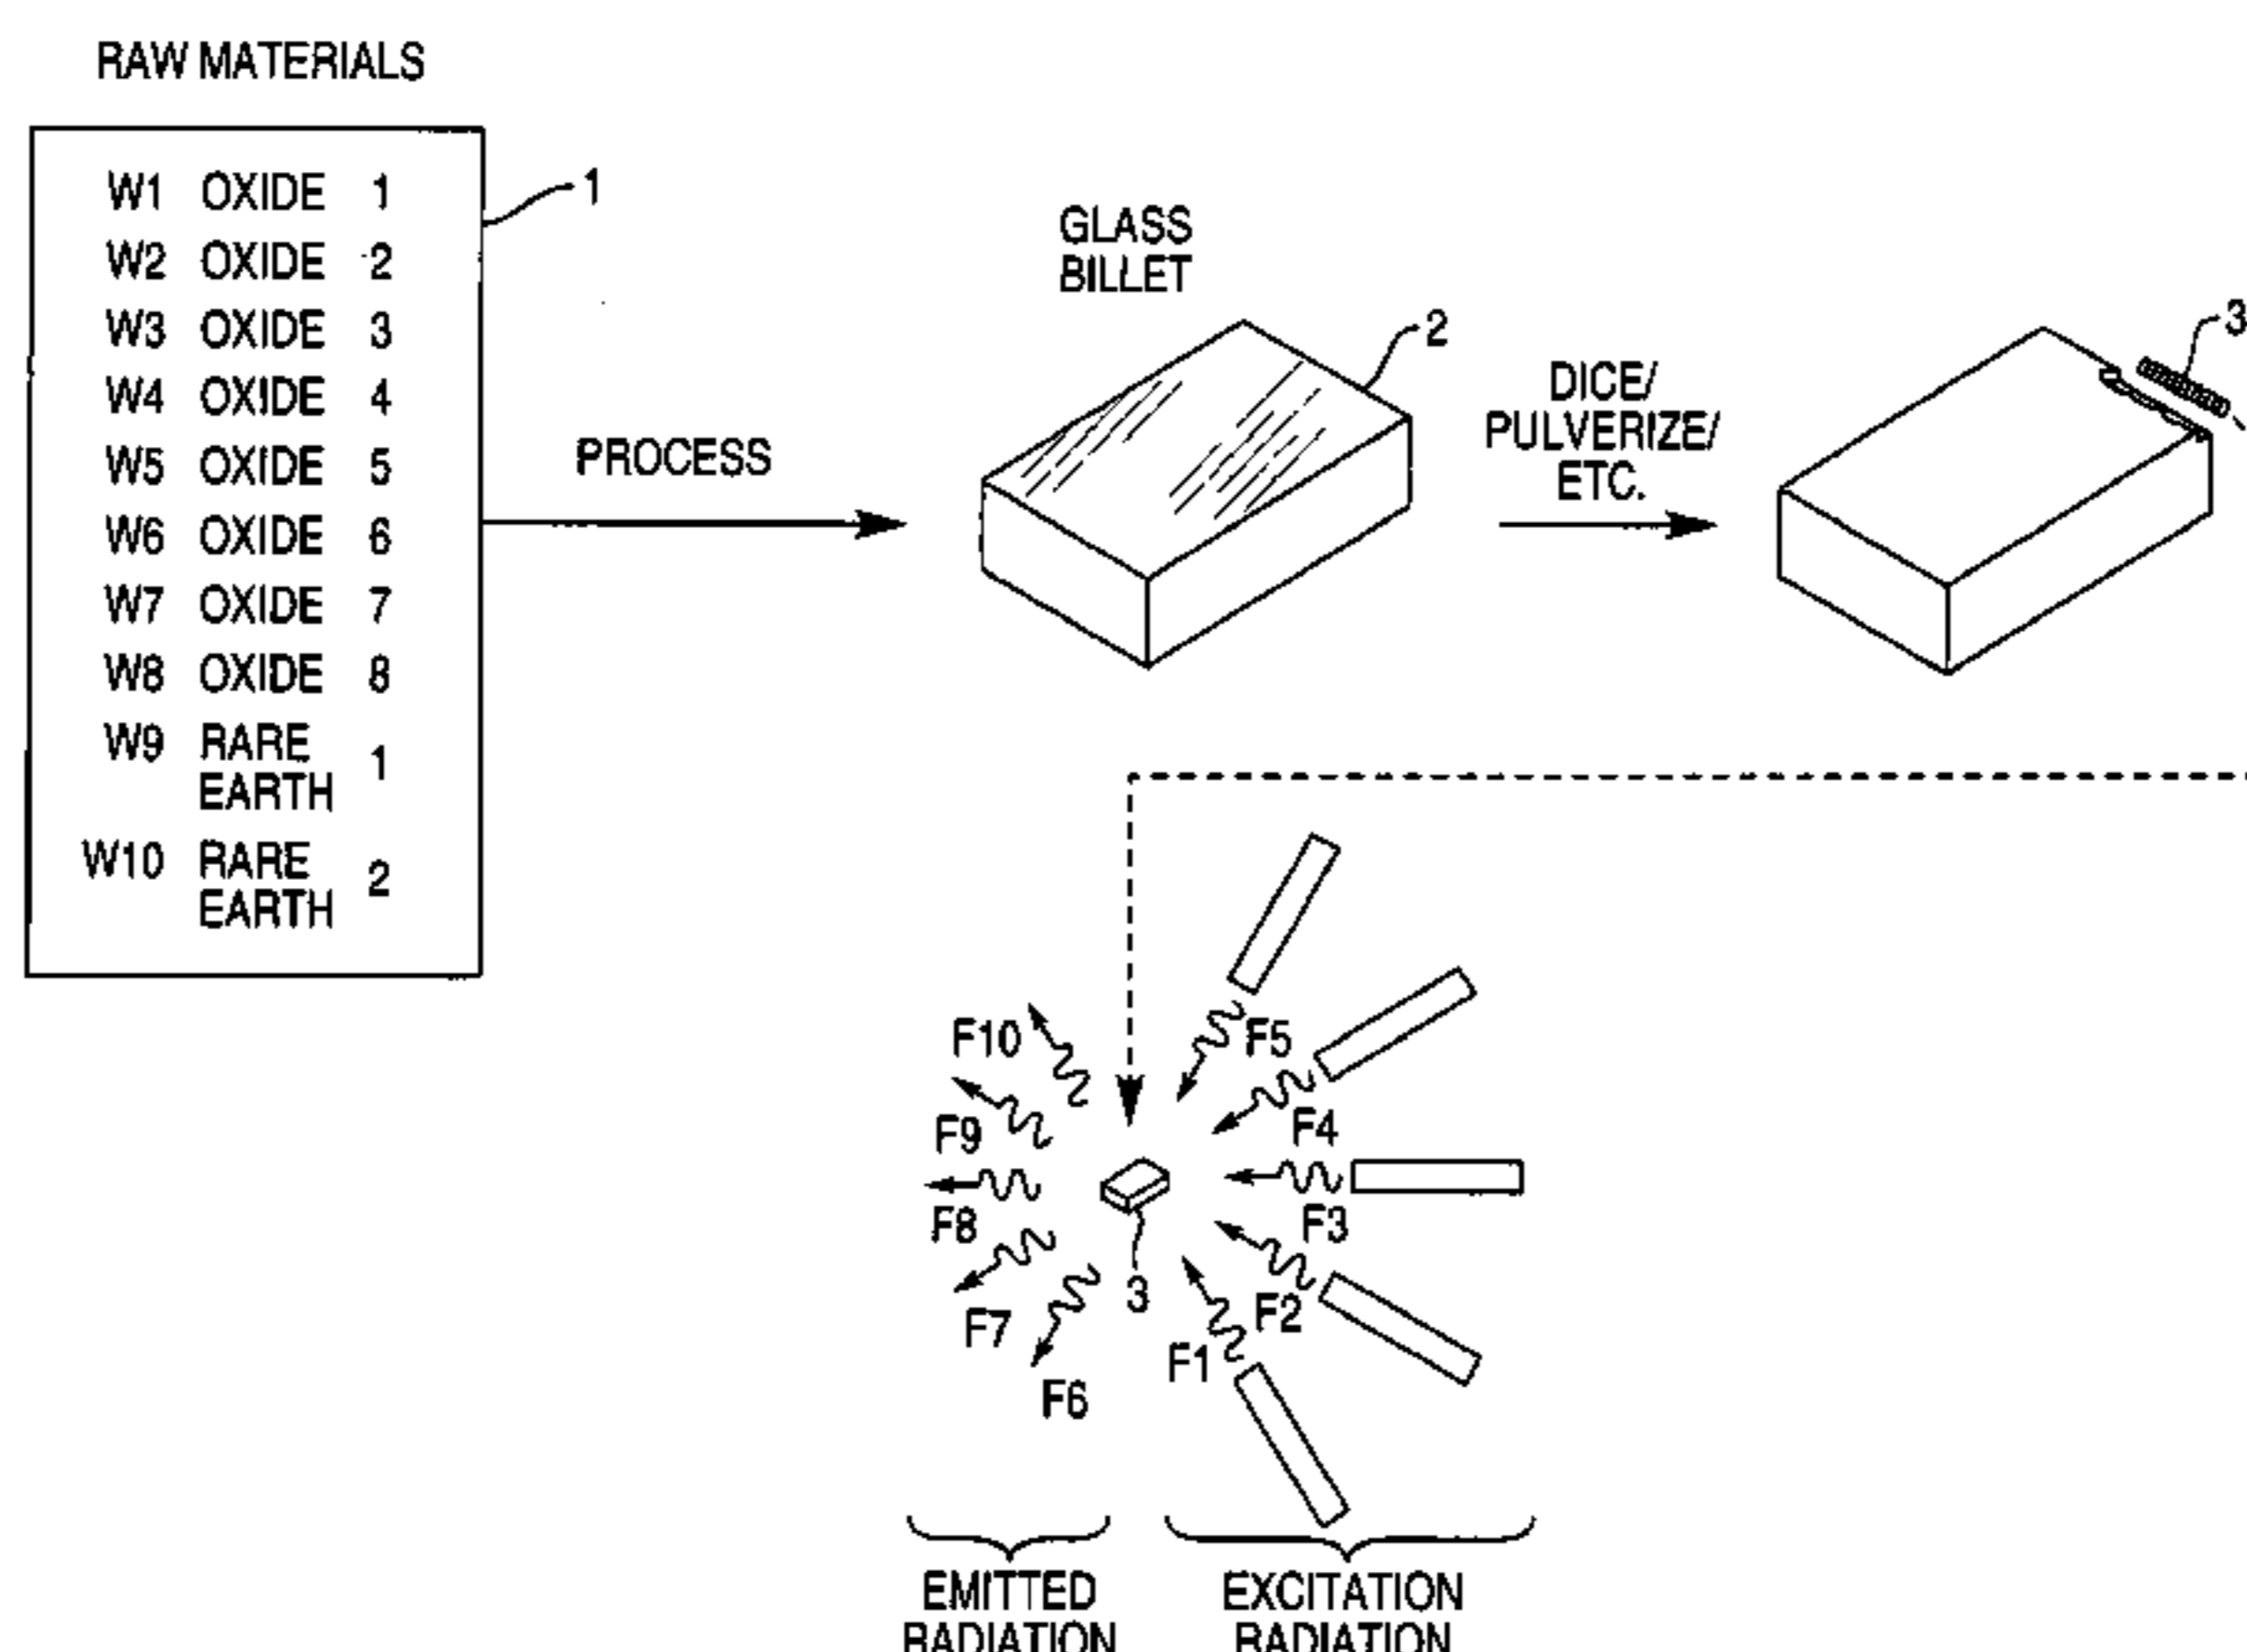 RAW MATERIALS
W1 OXIDE 1
W2 OXIDE 2
W3 OXIDE 3
W4 OXIDE 4
W5 OXIDE 5
W6 OXIDE 6
W7 OXIDE 7
W8 OXIDE 8
W9 RARE
EARTH 1
W10 RARE
EARTH 2
1
PROCESS
GLASS
BILLET
2
DICE/
PULVERIZE/
ETC.
3
F10
F9
F8
F7
F6
F5
F4
F3
F2
F1
3
EMITTED
RADIATION
EXCITATION
RADIATION